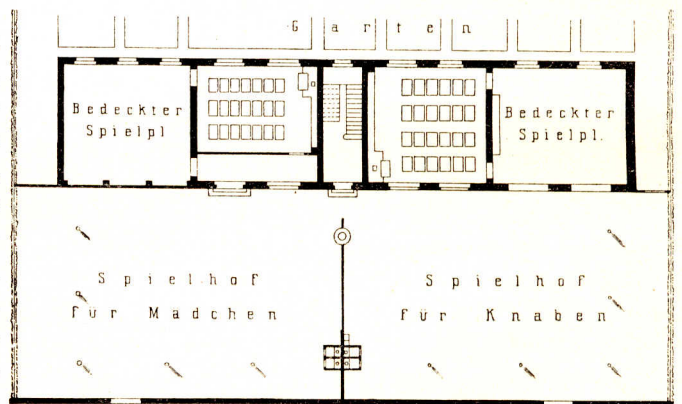 Garten
Bedeckter
Spielpl
Bedeckter
Spielpl.
Spielhof
für Mädchen
Spielhof
für Knaben